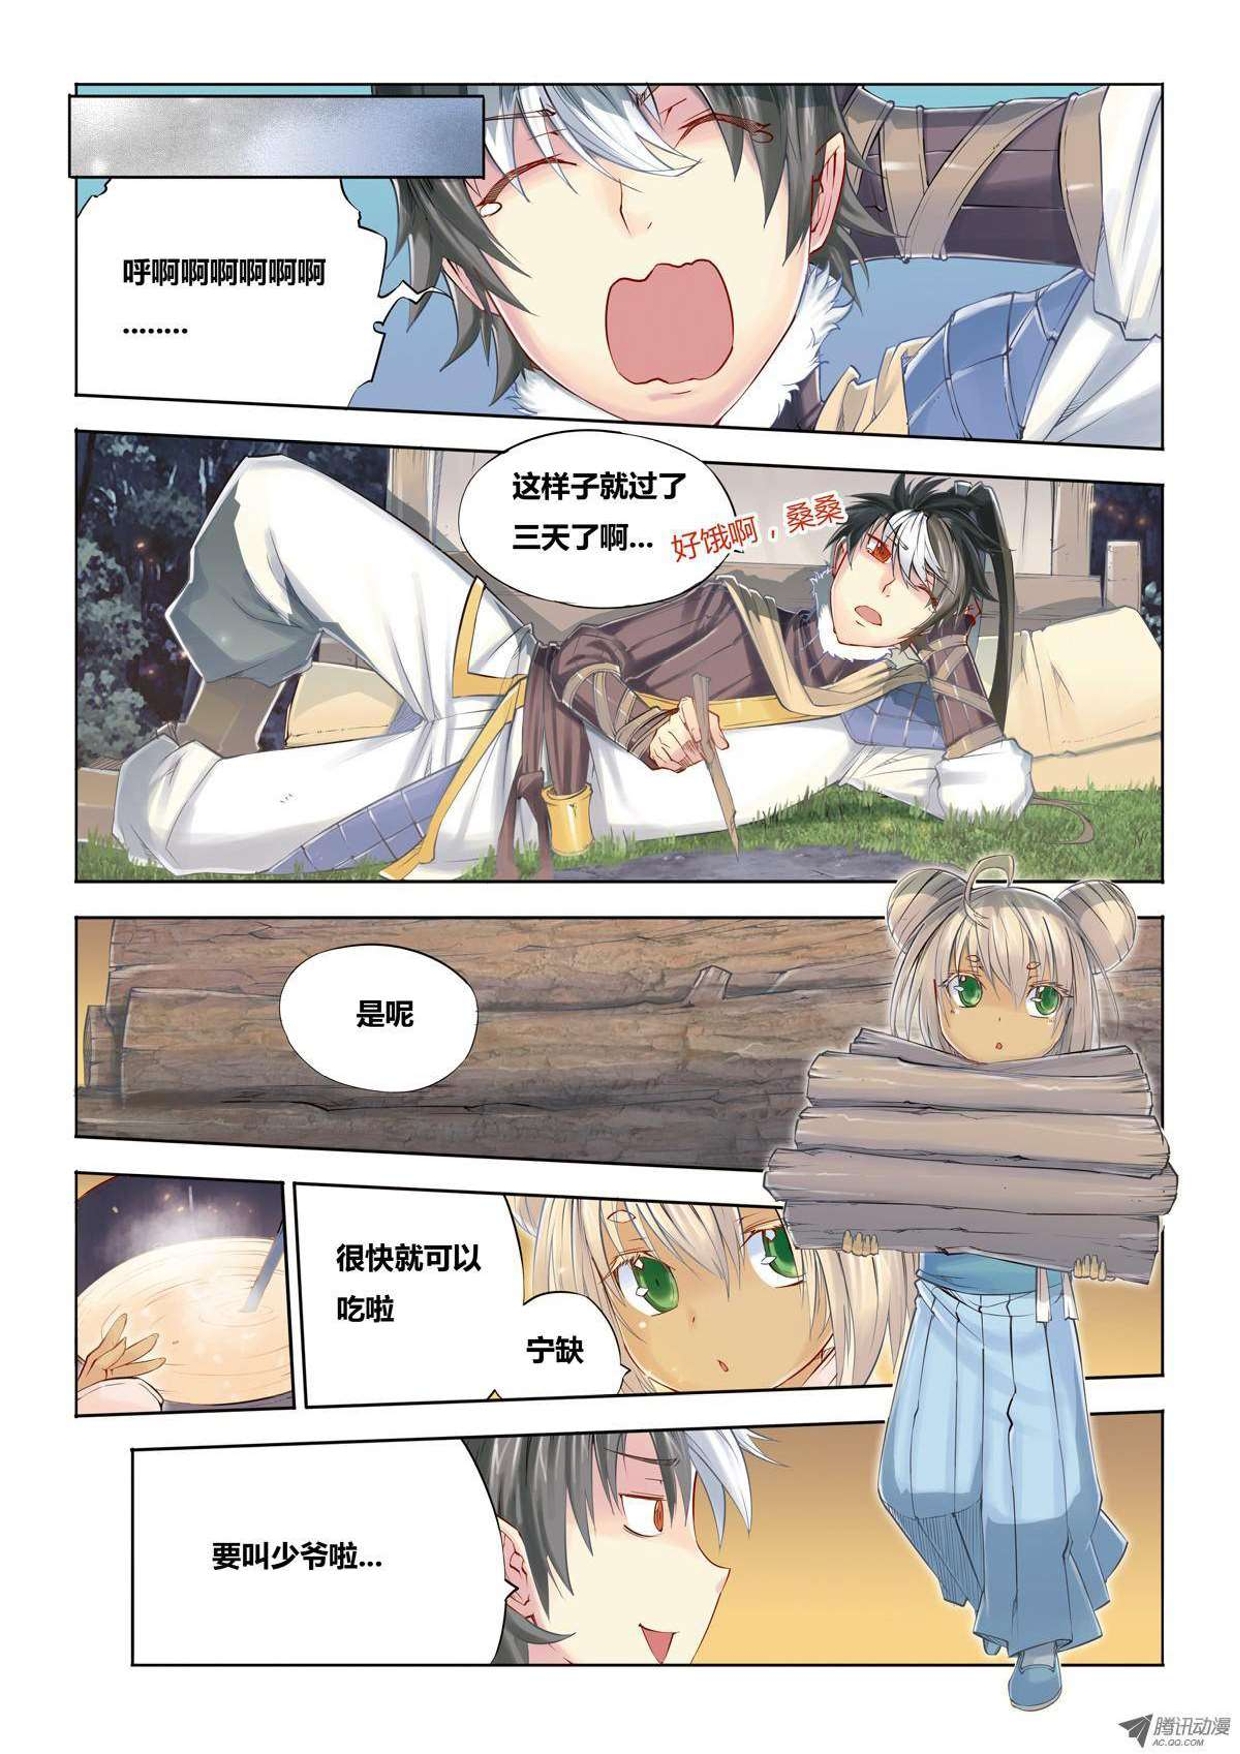 呼啊啊啊啊啊啊
........
这样子就过了
三天了啊...
好饿啊，桑桑
是呢
很快就可以
吃啦
宁缺
要叫少爷啦...
腾讯动漫
AC.QQ.COM